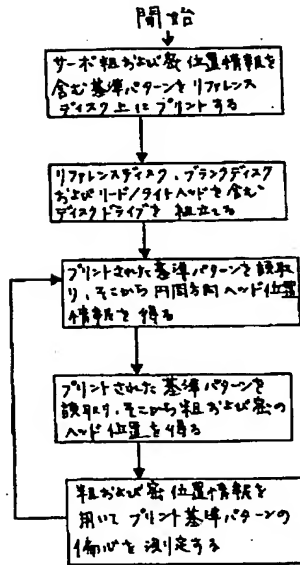 開始
サーボ粗および密位置情報を
含む基準パターンをリファレンス
ディスク上にプリントする
リファレンスディスク、ブランクディスク
およびリード/ライトヘッドを含む
ディスクドライブを組立てる
プリントされた基準パターンを読取
り、そこから円周方向ヘッド位置
情報を得る
プリントされた基準パターンを
読取り、そこから粗および密の
ヘッド位置を得る
粗および密位置情報を
用いてプリント基準パターンの
偏心を測定する